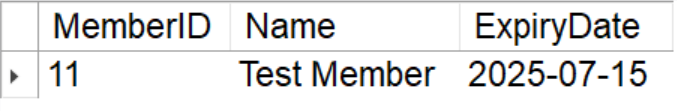 MemberID Name ExpiryDate
11 Test Member 2025-07-15